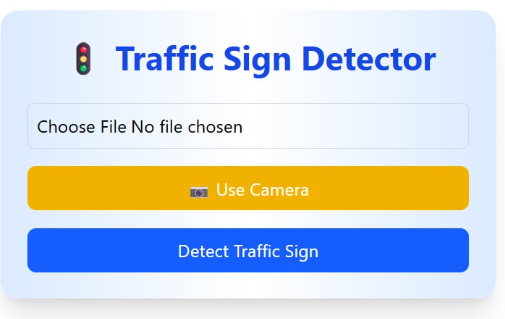 🚦 Traffic Sign Detector
Choose File No file chosen
📷 Use Camera
Detect Traffic Sign